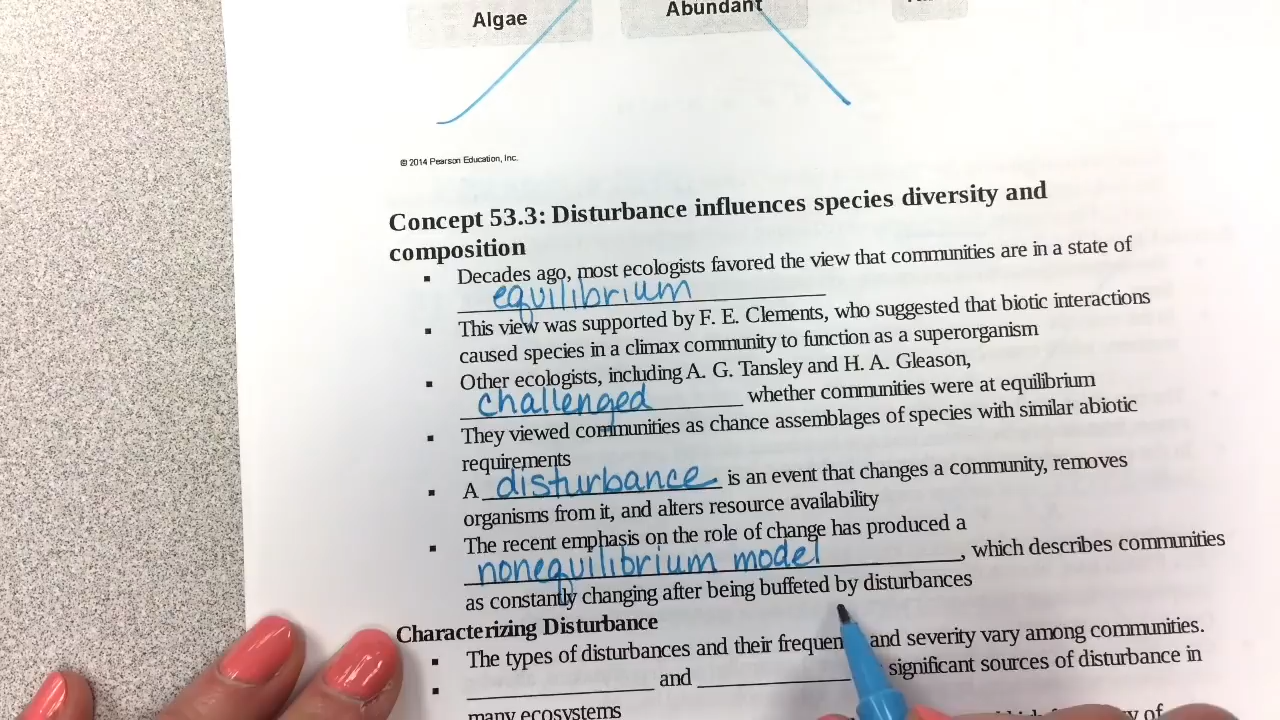 Algae
Abundant
© 2014 Pearson Education, Inc.
Concept 53.3: Disturbance influences species diversity and
composition
▪ Decades ago, most ecologists favored the view that communities are in a state of
equilibrium
▪ This view was supported by F. E. Clements, who suggested that biotic interactions
caused species in a climax community to function as a superorganism
▪ Other ecologists, including A. G. Tansley and H. A. Gleason,
challenged whether communities were at equilibrium
▪ They viewed communities as chance assemblages of species with similar abiotic
requirements
▪ A disturbance is an event that changes a community, removes
organisms from it, and alters resource availability
▪ The recent emphasis on the role of change has produced a
nonequilibrium model, which describes communities
as constantly changing after being buffeted by disturbances
Characterizing Disturbance
▪ The types of disturbances and their and severity vary among communities.
▪ ____________ and ____________ significant sources of disturbance in
many ecosystems
of